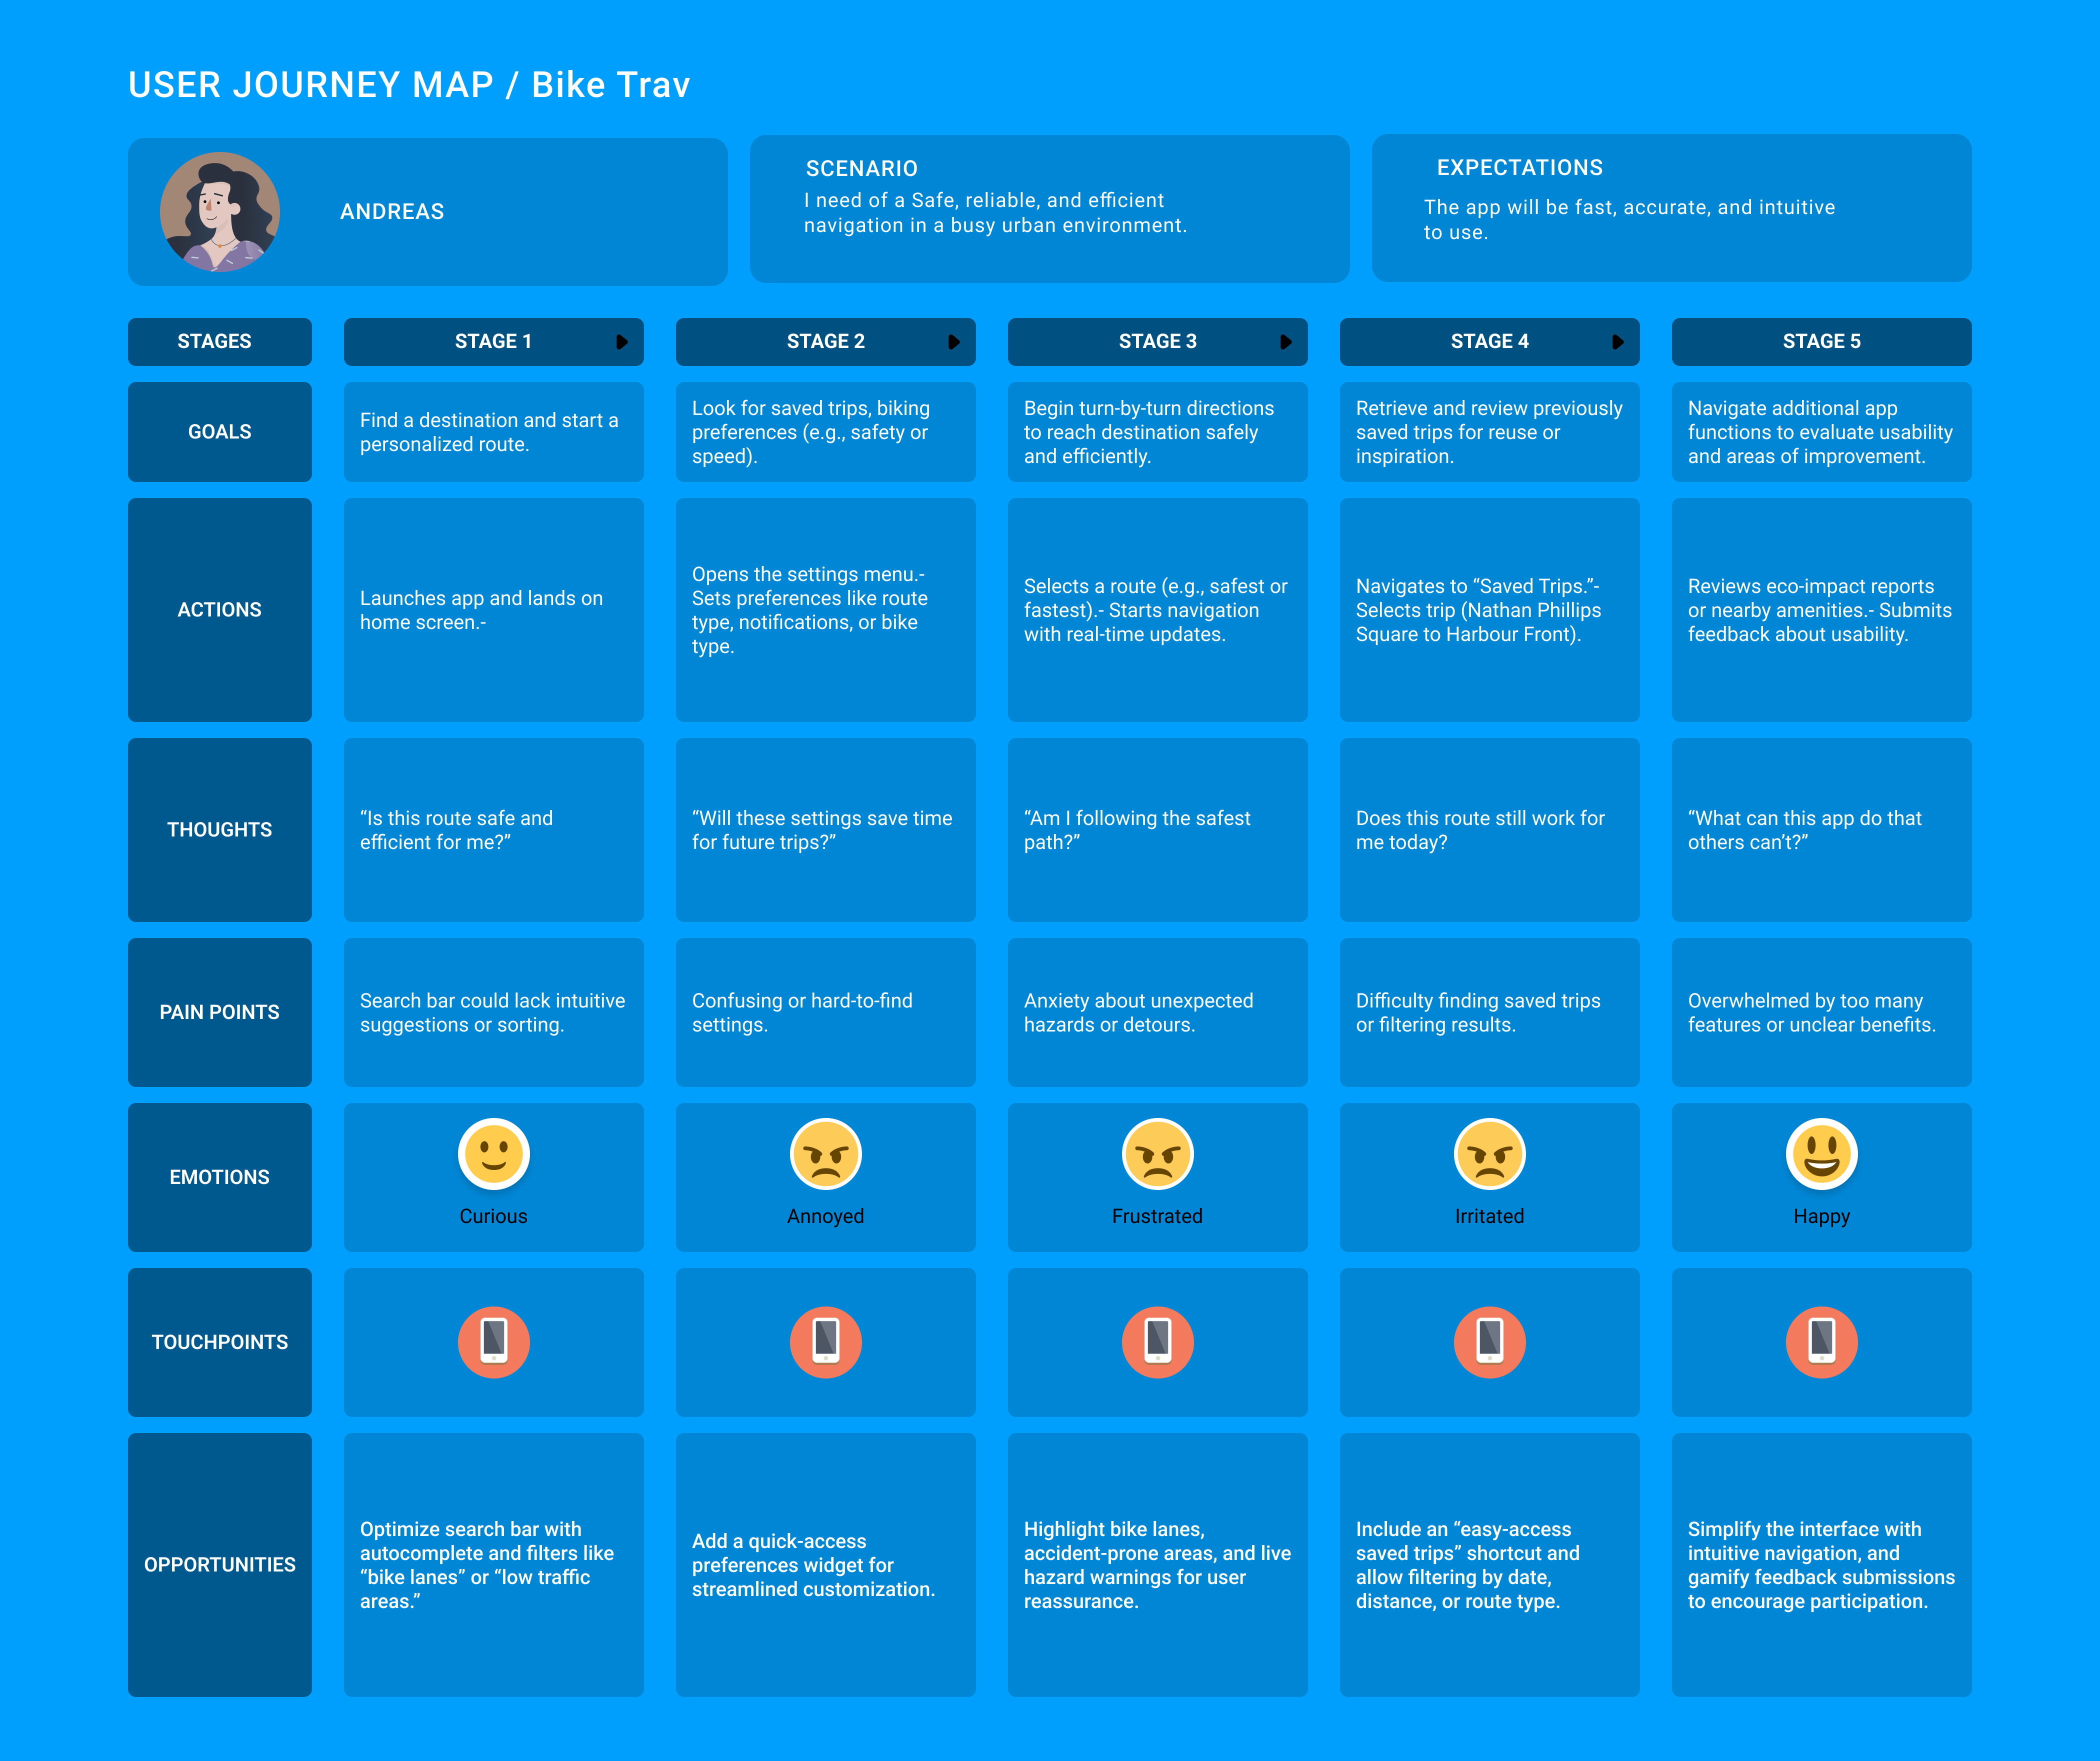 USER JOURNEY MAP / Bike Trav
ANDREAS
SCENARIO
I need of a Safe, reliable, and efficient
navigation in a busy urban environment.
EXPECTATIONS
The app will be fast, accurate, and intuitive
to use.
STAGES
STAGE 1
STAGE 2
STAGE 3
STAGE 4
STAGE 5
GOALS
Find a destination and start a
personalized route.
Look for saved trips, biking
preferences (e.g., safety or
speed).
Begin turn-by-turn directions
to reach destination safely
and efficiently.
Retrieve and review previously
saved trips for reuse or
inspiration.
Navigate additional app
functions to evaluate usability
and areas of improvement.
ACTIONS
Launches app and lands on
home screen.-
Opens the settings menu.-
Sets preferences like route
type, notifications, or bike
type.
Selects a route (e.g., safest or
fastest).- Starts navigation
with real-time updates.
Navigates to “Saved Trips.”-
Selects trip (Nathan Phillips
Square to Harbour Front).
Reviews eco-impact reports
or nearby amenities.- Submits
feedback about usability.
THOUGHTS
“Is this route safe and
efficient for me?”
“Will these settings save time
for future trips?”
“Am I following the safest
path?”
Does this route still work for
me today?
“What can this app do that
others can’t?”
PAIN POINTS
Search bar could lack intuitive
suggestions or sorting.
Confusing or hard-to-find
settings.
Anxiety about unexpected
hazards or detours.
Difficulty finding saved trips
or filtering results.
Overwhelmed by too many
features or unclear benefits.
EMOTIONS
Curious
Annoyed
Frustrated
Irritated
Happy
TOUCHPOINTS
OPPORTUNITIES
Optimize search bar with
autocomplete and filters like
“bike lanes” or “low traffic
areas.”
Add a quick-access
preferences widget for
streamlined customization.
Highlight bike lanes,
accident-prone areas, and live
hazard warnings for user
reassurance.
Include an “easy-access
saved trips” shortcut and
allow filtering by date,
distance, or route type.
Simplify the interface with
intuitive navigation, and
gamify feedback submissions
to encourage participation.